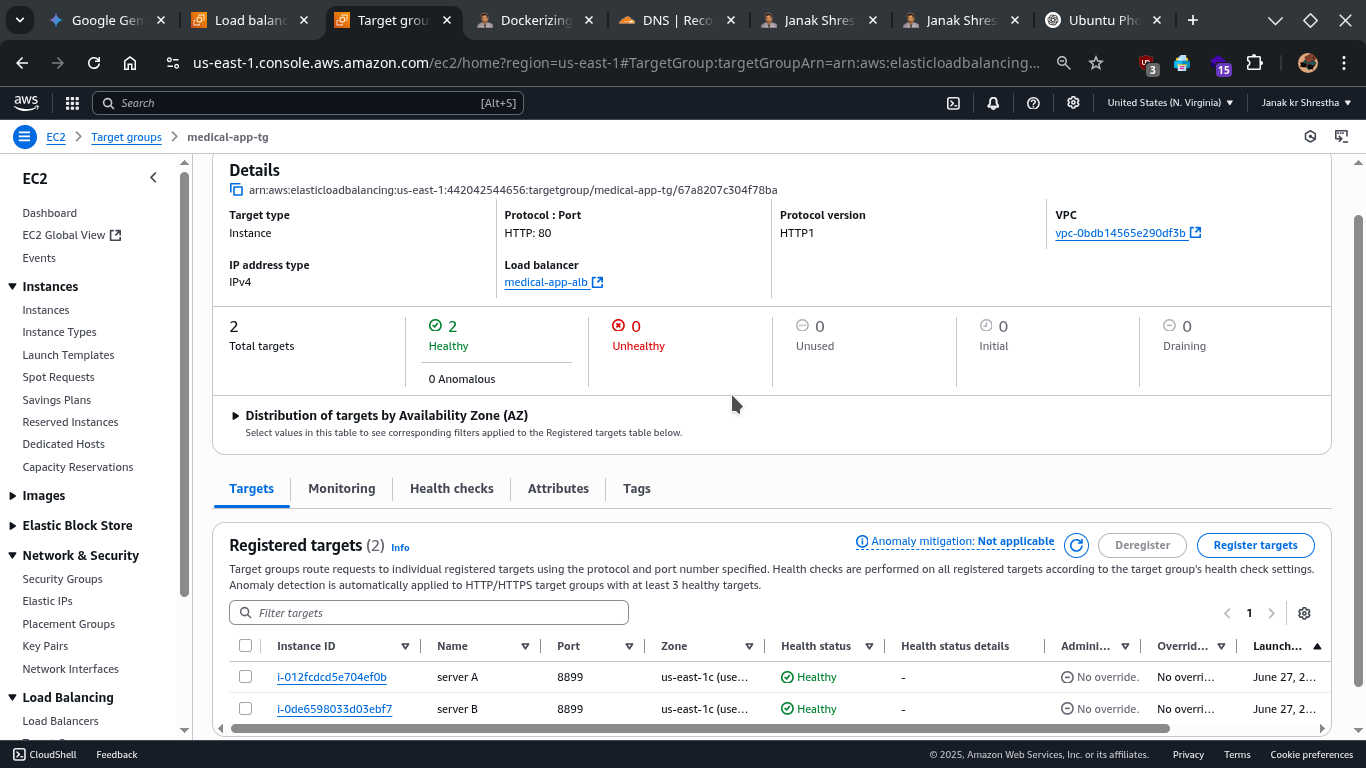 Google Gen
Load balanc
Target grou
Dockerizing
DNS | Reco
Janak Shres
Janak Shres
Ubuntu Pho
us-east-1.console.aws.amazon.com/ec2/home?region=us-east-1#TargetGroup:targetGroupArn=arn:aws:elasticloadbalancing...
3
15
aws
Search
[Alt+S]
United States (N. Virginia)
Janak kr Shrestha
EC2
Target groups
medical-app-tg
EC2
Dashboard
EC2 Global View
Events
Instances
Instances
Instance Types
Launch Templates
Spot Requests
Savings Plans
Reserved Instances
Dedicated Hosts
Capacity Reservations
Images
Elastic Block Store
Network & Security
Security Groups
Elastic IPs
Placement Groups
Key Pairs
Network Interfaces
Load Balancing
Load Balancers
Details
arn:aws:elasticloadbalancing:us-east-1:442042544656:targetgroup/medical-app-tg/67a8207c304f78ba
Target type
Instance
Protocol : Port
HTTP: 80
Protocol version
HTTP1
VPC
vpc-0bdb14565e290df3b
IP address type
IPv4
Load balancer
medical-app-alb
2
Total targets
2
Healthy
0 Anomalous
0
Unhealthy
0
Unused
0
Initial
0
Draining
Distribution of targets by Availability Zone (AZ)
Select values in this table to see corresponding filters applied to the Registered targets table below.
Targets
Monitoring
Health checks
Attributes
Tags
Registered targets (2) Info
Anomaly mitigation: Not applicable
Deregister
Register targets
Target groups route requests to individual registered targets using the protocol and port number specified. Health checks are performed on all registered targets according to the target group's health check settings.
Anomaly detection is automatically applied to HTTP/HTTPS target groups with at least 3 healthy targets.
Filter targets
1
Instance ID Name Port Zone Health status Health status details Admini... Overrid... Launch...
i-012fcdcd5e704ef0b server A 8899 us-east-1c (use... Healthy - No override. No overri... June 27, 2...
i-0de6598033d03ebf7 server B 8899 us-east-1c (use... Healthy - No override. No overri... June 27, 2...
CloudShell
Feedback
© 2025, Amazon Web Services, Inc. or its affiliates.
Privacy
Terms
Cookie preferences